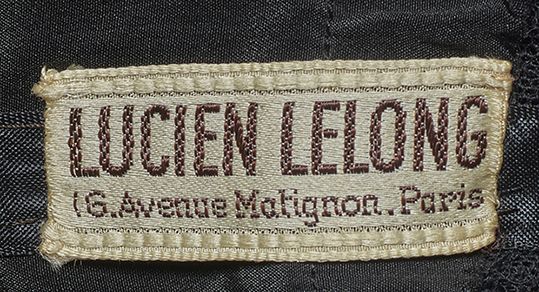 LUCIEN LELONG
16.Avenue Matignon.Paris